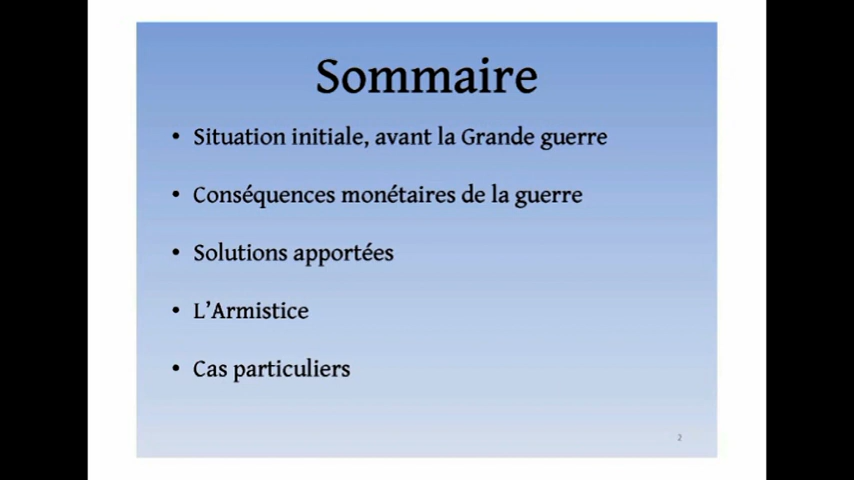 Sommaire
• Situation initiale, avant la Grande guerre
• Conséquences monétaires de la guerre
• Solutions apportées
• L’Armistice
• Cas particuliers
2